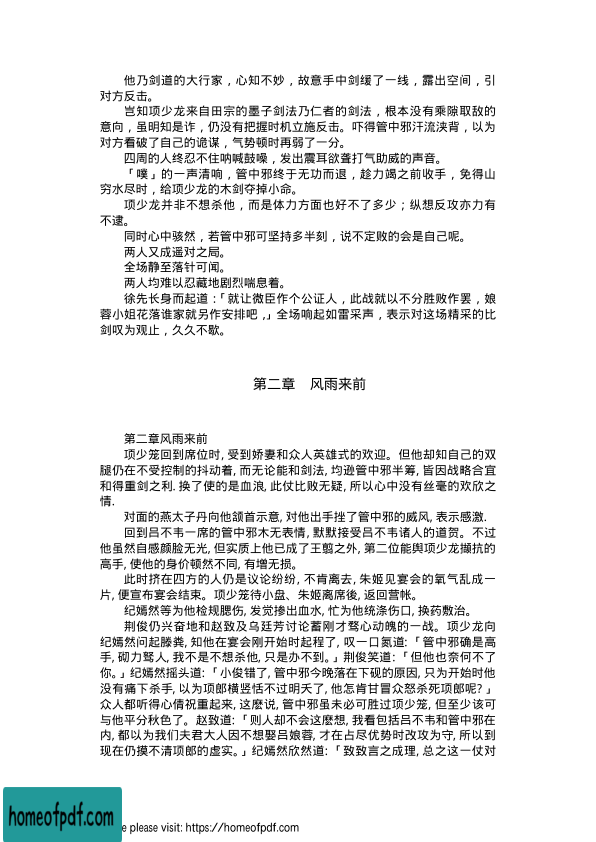 他乃剑道的大行家，心知不妙，故意手中剑缓了一线，露出空间，引
对方反击。
岂知项少龙来自田宗的墨子剑法乃仁者的剑法，根本没有乘隙取敌的
意向，虽明知是诈，仍没有把握时机立施反击。吓得管中邪汗流浃背，以为
对方看破了自己的诡谋，气势顿时再弱了一分。
四周的人终忍不住呐喊鼓噪，发出震耳欲聋打气助威的声音。
「噗」的一声清响，管中邪终于无功而退，趁力竭之前收手，免得山
穷水尽时，给项少龙的木剑夺掉小命。
项少龙并非不想杀他，而是体力方面也好不了多少；纵想反攻亦力有
不逮。
同时心中骇然，若管中邪可坚持多半刻，说不定败的会是自己呢。
两人又成遥对之局。
全场静至落针可闻。
两人均难以忍藏地剧烈喘息着。
徐先长身而起道：「就让微臣作个公证人，此战就以不分胜败作罢，娘
蓉小姐花落谁家就另作安排吧，」全场响起如雷采声，表示对这场精采的比
剑叹为观止，久久不歇。
第二章　风雨来前
第二章风雨来前
项少笼回到席位时, 受到娇妻和众人英雄式的欢迎。但他却知自己的双
腿仍在不受控制的抖动着, 而无论能和剑法, 均逊管中邪半筹, 皆因战略合宜
和得重剑之利. 换了使的是血浪, 此仗比败无疑, 所以心中没有丝毫的欢欣之
情.
对面的燕太子丹向他颔首示意, 对他出手挫了管中邪的威风, 表示感激.
回到吕不韦一席的管中邪木无表情, 默默接受吕不韦诸人的道贺。不过
他虽然自感颜脸无光, 但实质上他已成了王翦之外, 第二位能舆项少龙擷抗的
高手, 使他的身价顿然不同, 有增无损。
此时挤在四方的人仍是议论纷纷, 不肯离去, 朱姬见宴会的氧气乱成一
片, 便宣布宴会结束。项少笼待小盘、朱姬离席後, 返回营帐。
纪嫣然等为他检规腮伤, 发觉掺出血水, 忙为他统涤伤口, 换药敷治。
荆俊仍兴奋地和赵致及乌廷芳讨论蓄刚才骛心动魄的一战。项少龙向
纪嫣然问起滕粪, 知他在宴会刚开始时起程了, 叹一口氮道:「管中邪确是高
手, 砌力骛人, 我不是不想杀他, 只是办不到。」荆俊笑道:「但他也奈何不了
你。」纪嫣然摇头道:「小俊错了, 管中邪今晚落在下砚的原因, 只为开始时他
没有痛下杀手, 以为项郎横竖恬不过明天了, 他怎肯甘冒众怒杀死项郎呢? 」
众人都听得心倩祝重起来, 这麽说, 管中邪虽未必可胜过项少笼, 但至少该可
与他平分秋色了。赵致道:「则人却不会这麽想, 我看包括吕不韦和管中邪在
内, 都以为我们夫君大人因不想娶吕娘蓉, 才在占尽优势时改攻为守, 所以到
现在仍摸不清项郎的虚实。」纪嫣然欣然道:「致致言之成理, 总之这一仗对
homeofpdf.com
e please visit: https://homeofpdf.com